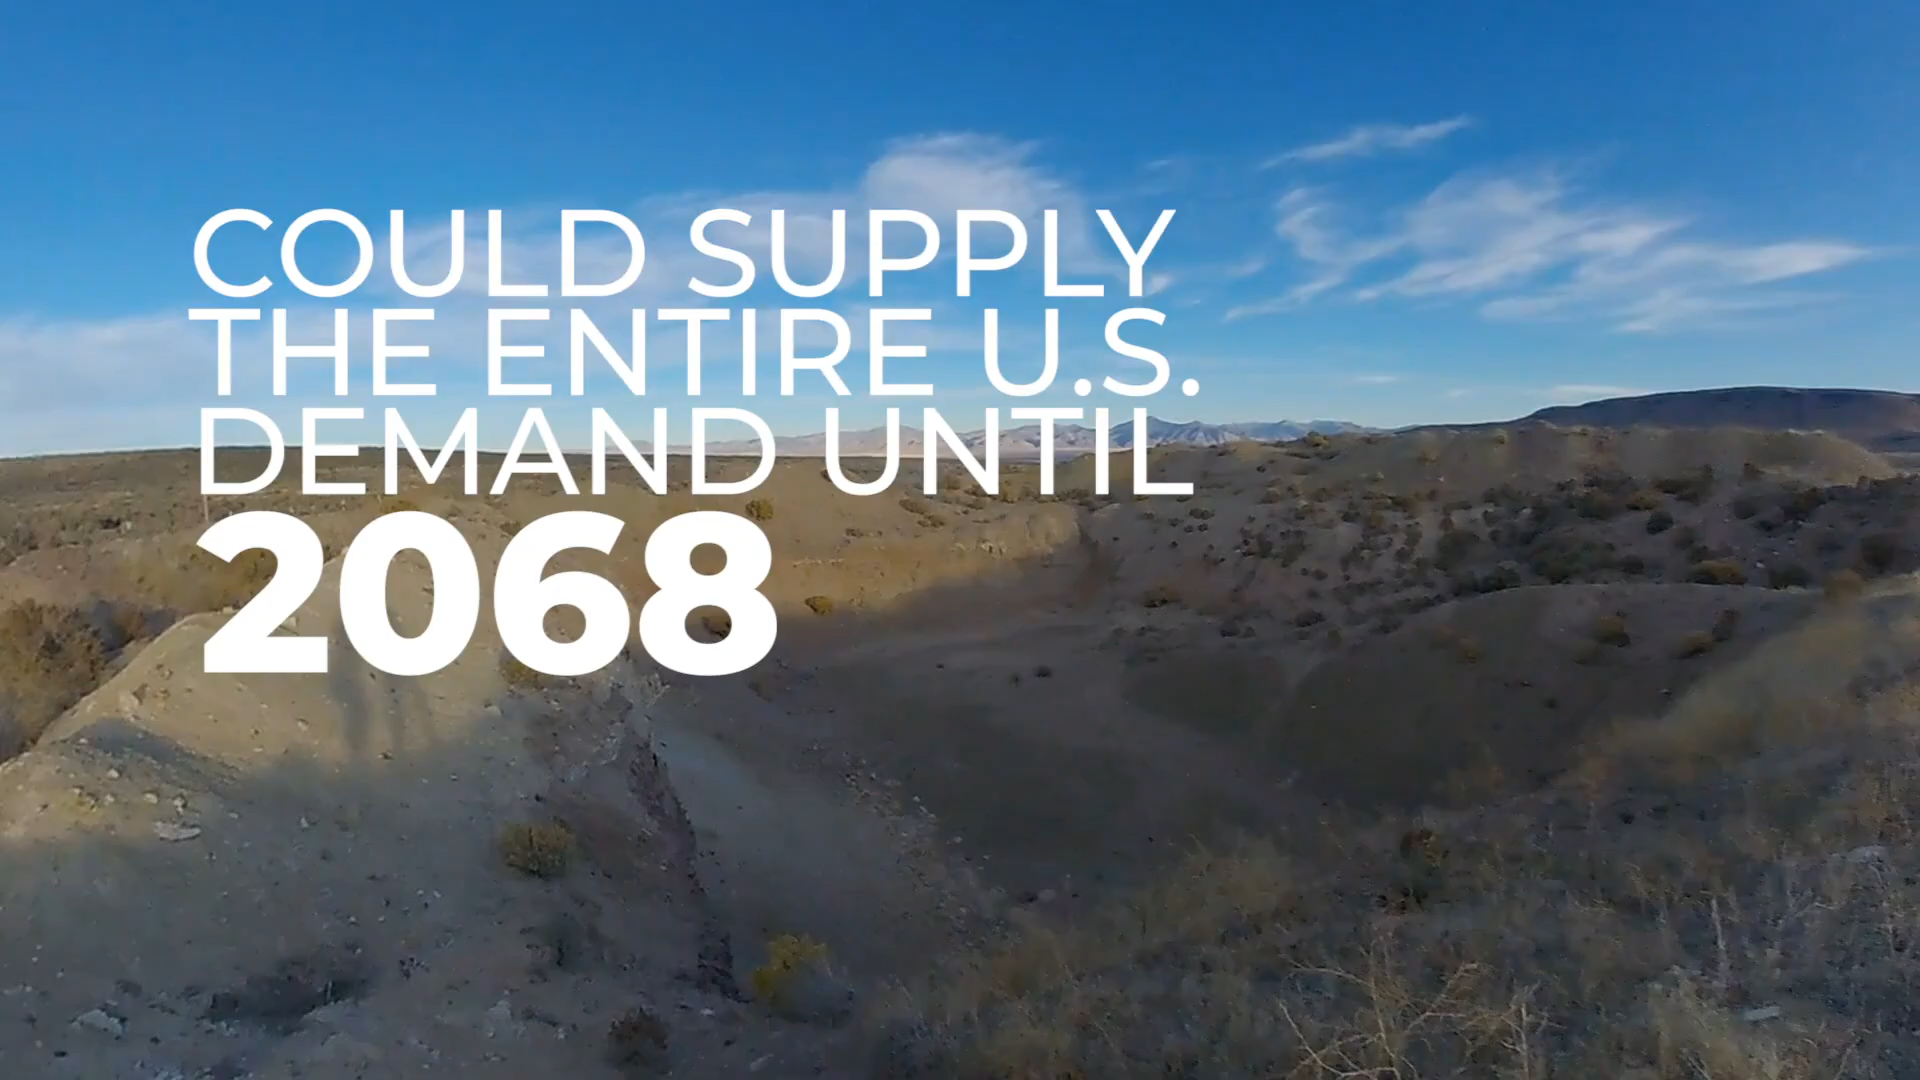 COULD SUPPLY
THE ENTIRE U.S.
DEMAND UNTIL
2068